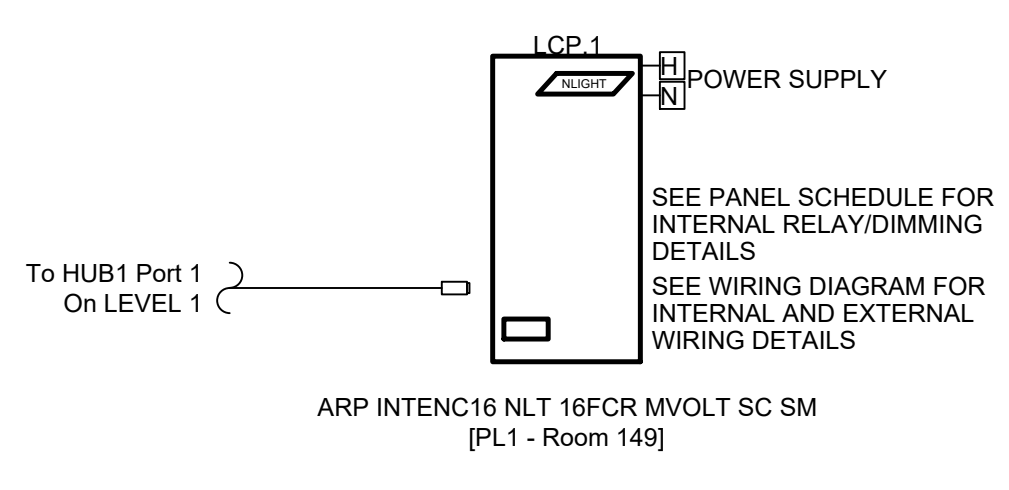 LCP.1
NLIGHT
H
N
POWER SUPPLY
SEE PANEL SCHEDULE FOR
INTERNAL RELAY/DIMMING
DETAILS
To HUB1 Port 1
On LEVEL 1
SEE WIRING DIAGRAM FOR
INTERNAL AND EXTERNAL
WIRING DETAILS
ARP INTENC16 NLT 16FCR MVOLT SC SM
[PL1 - Room 149]